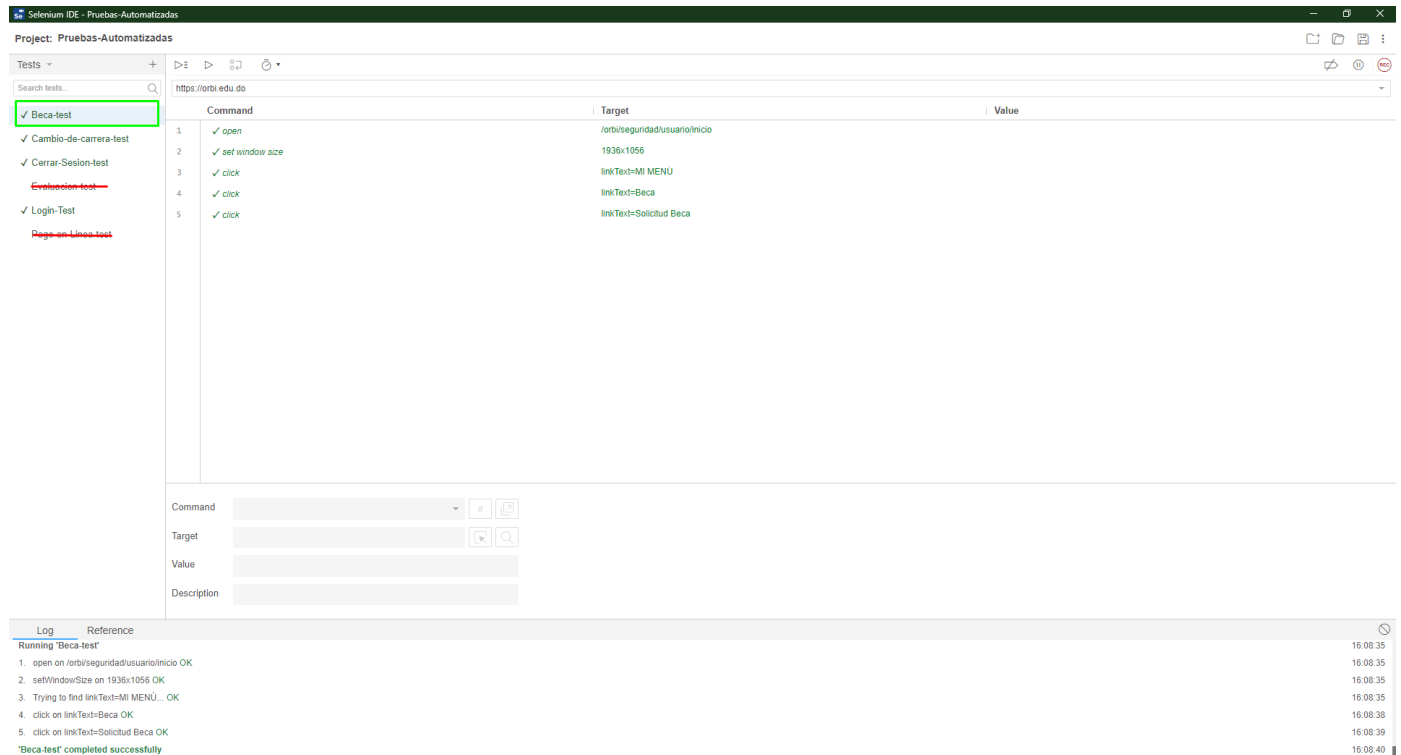 Selenium IDE - Pruebas-Automatizadas
Project: Pruebas-Automatizadas
Tests
Search tests...
✓ Beca-test
✓ Cambio-de-carrera-test
✓ Cerrar-Sesion-test
Evaluacion-test
✓ Login-Test
Pago-en-Linea-test
REC
https://orbi.edu.do
Command Target Value
1 ✓ open /orbi/seguridad/usuario/inicio
2 ✓ set window size 1936x1056
3 ✓ click linkText=MI MENÚ
4 ✓ click linkText=Beca
5 ✓ click linkText=Solicitud Beca
Command
//
Target
Value
Description
Log Reference
Running 'Beca-test' 16:08:35
1. open on /orbi/seguridad/usuario/inicio OK 16:08:35
2. setWindowSize on 1936x1056 OK 16:08:35
3. Trying to find linkText=MI MENÚ... OK 16:08:35
4. click on linkText=Beca OK 16:08:38
5. click on linkText=Solicitud Beca OK 16:08:39
'Beca-test' completed successfully 16:08:40